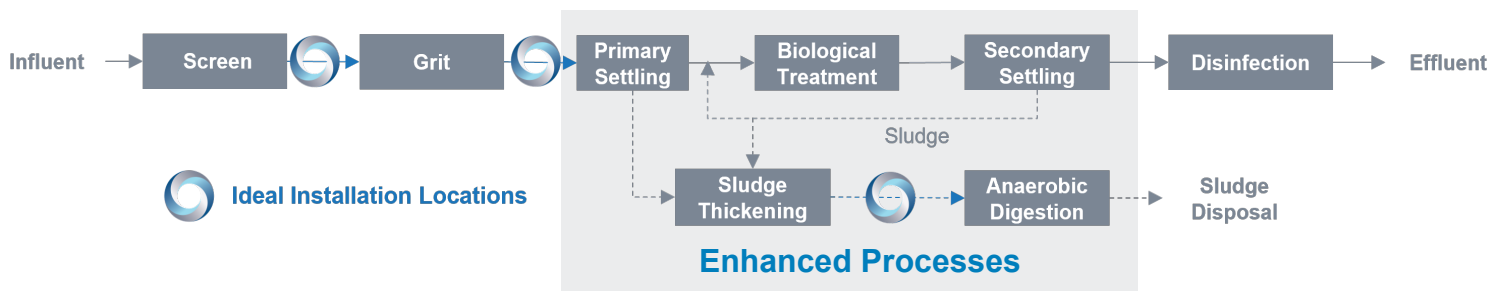 Influent
Screen
Grit
Primary
Settling
Biological
Treatment
Secondary
Settling
Disinfection
Effluent
Sludge
Ideal Installation Locations
Sludge
Thickening
Anaerobic
Digestion
Sludge
Disposal
Enhanced Processes